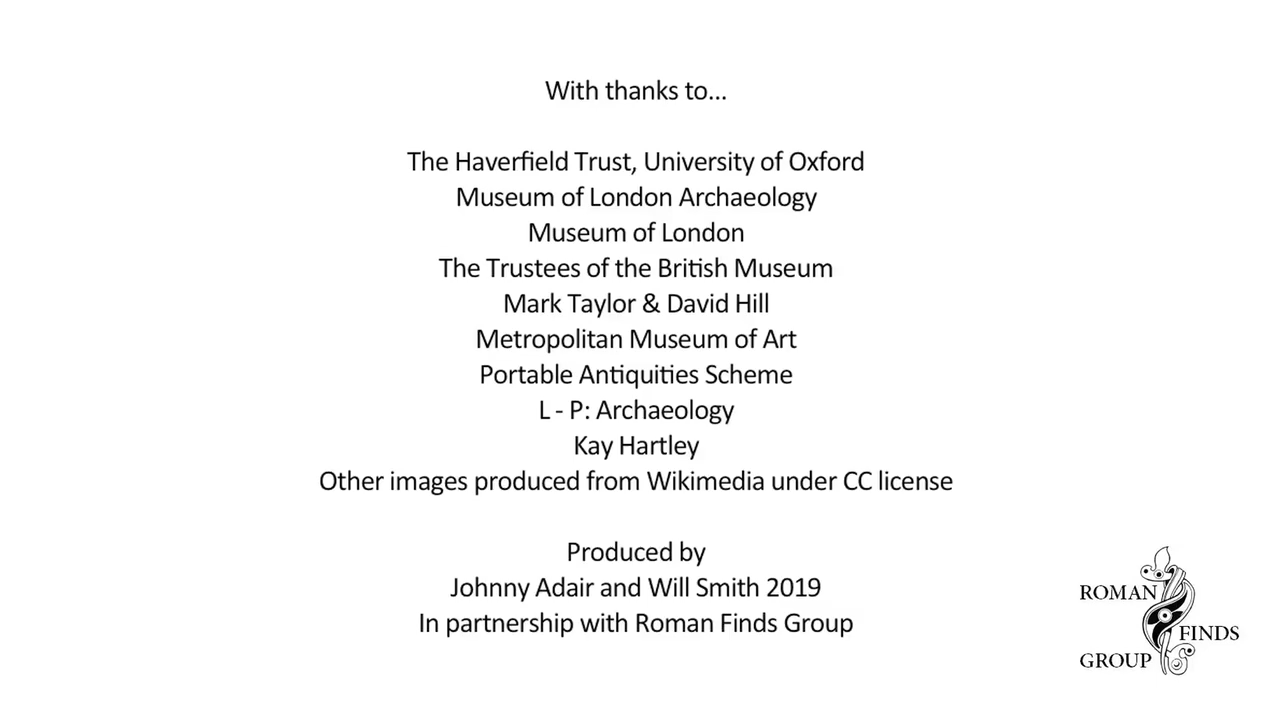 With thanks to...
The Haverfield Trust, University of Oxford
Museum of London Archaeology
Museum of London
The Trustees of the British Museum
Mark Taylor & David Hill
Metropolitan Museum of Art
Portable Antiquities Scheme
L - P: Archaeology
Kay Hartley
Other images produced from Wikimedia under CC license
Produced by
Johnny Adair and Will Smith 2019
In partnership with Roman Finds Group
ROMAN
FINDS
GROUP